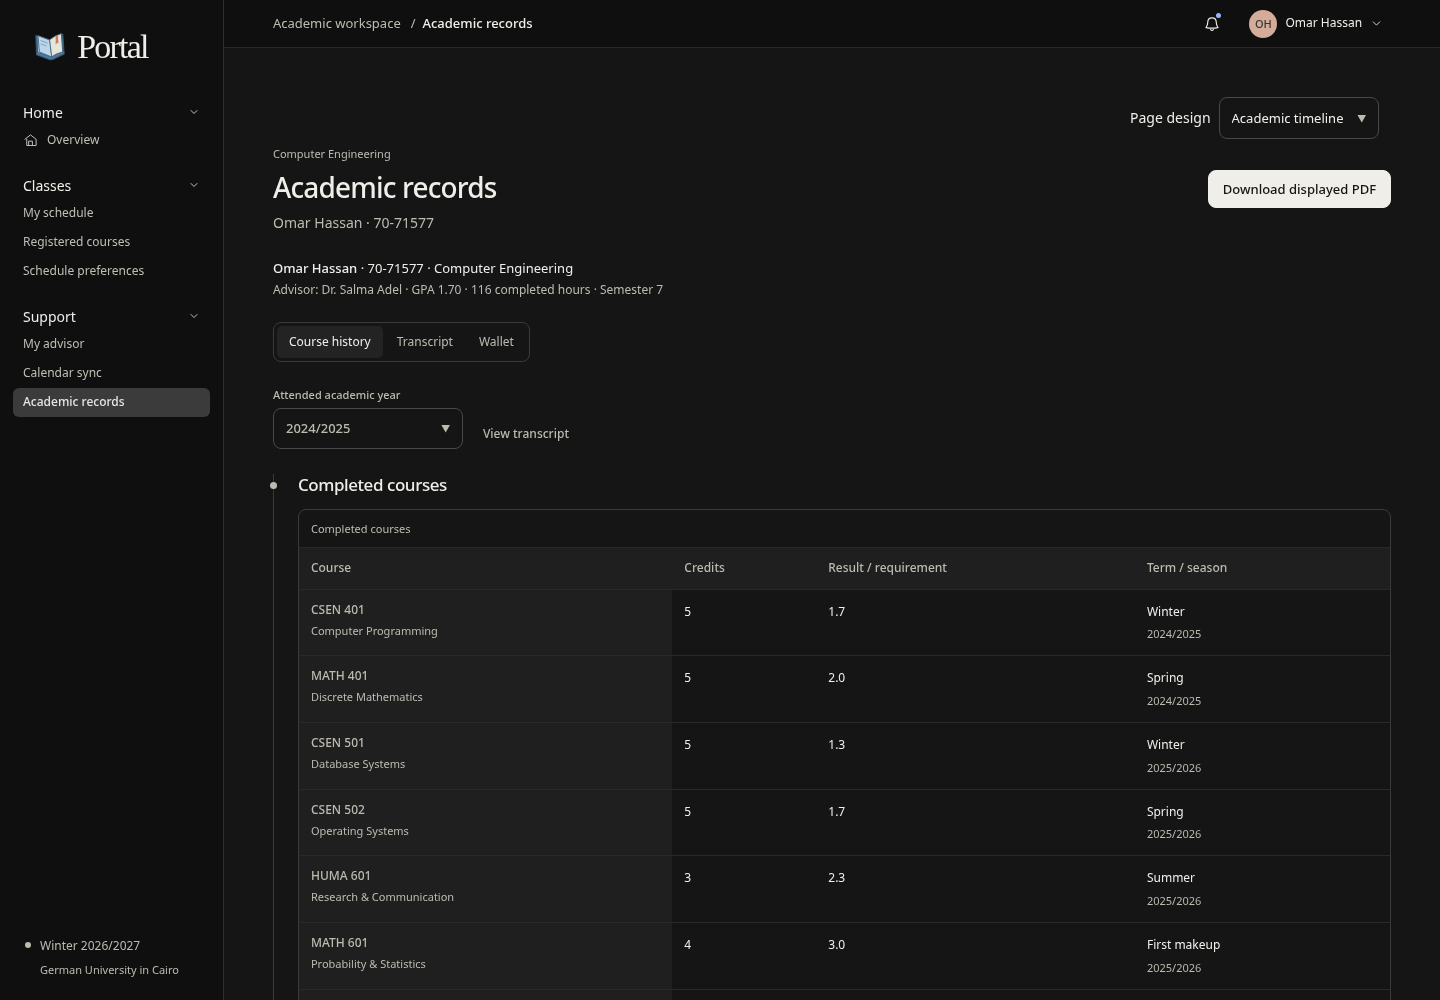 Portal
Home
Overview
Classes
My schedule
Registered courses
Schedule preferences
Support
My advisor
Calendar sync
Academic records
Winter 2026/2027
German University in Cairo
Academic workspace / Academic records
OH Omar Hassan
Page design Academic timeline
Computer Engineering
Academic records
Download displayed PDF
Omar Hassan · 70-71577
Omar Hassan · 70-71577 · Computer Engineering
Advisor: Dr. Salma Adel · GPA 1.70 · 116 completed hours · Semester 7
Course history Transcript Wallet
Attended academic year
2024/2025 View transcript
Completed courses
Completed courses
Course Credits Result / requirement Term / season
CSEN 401 5 1.7 Winter
Computer Programming 2024/2025
MATH 401 5 2.0 Spring
Discrete Mathematics 2024/2025
CSEN 501 5 1.3 Winter
Database Systems 2025/2026
CSEN 502 5 1.7 Spring
Operating Systems 2025/2026
HUMA 601 3 2.3 Summer
Research & Communication 2025/2026
MATH 601 4 3.0 First makeup
Probability & Statistics 2025/2026